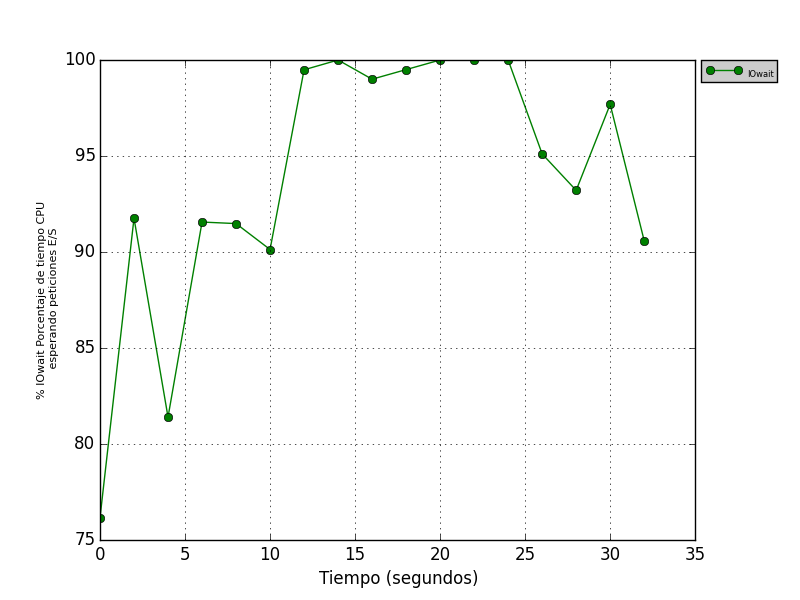 100
95
90
85
80
75
0 5 10 15 20 25 30 35
% IOwait Porcentaje de tiempo CPU
esperando peticiones E/S
Tiempo (segundos)
IOwait